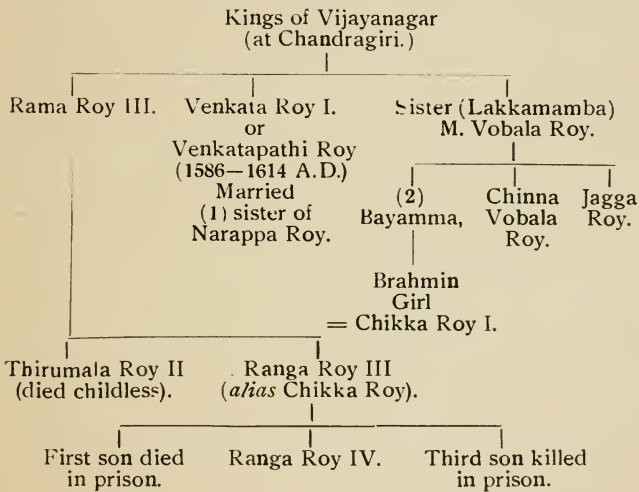 Kings of Vijayanagar
(at Chandragiri.)
Rama Roy III.
Venkata Roy I.
or
Venkatapathi Roy
(1586—1614 A.D.)
Married
(1) sister of
Narappa Roy.
Sister (Lakkamamba)
M. Vobala Roy.
(2)
Bayamma,
Chinna
Vobala
Roy.
Jagga
Roy.
Brahmin
Girl
= Chikka Roy I.
Thirumala Roy II
(died childless).
Ranga Roy III
(alias Chikka Roy).
First son died
in prison.
Ranga Roy IV.
Third son killed
in prison.